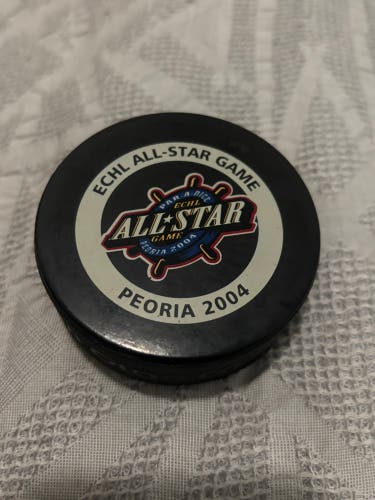 ECHL ALL-STAR GAME
PAR-A-DICE
ECHL
ALL★STAR
GAME
PEORIA 2004
PEORIA 2004